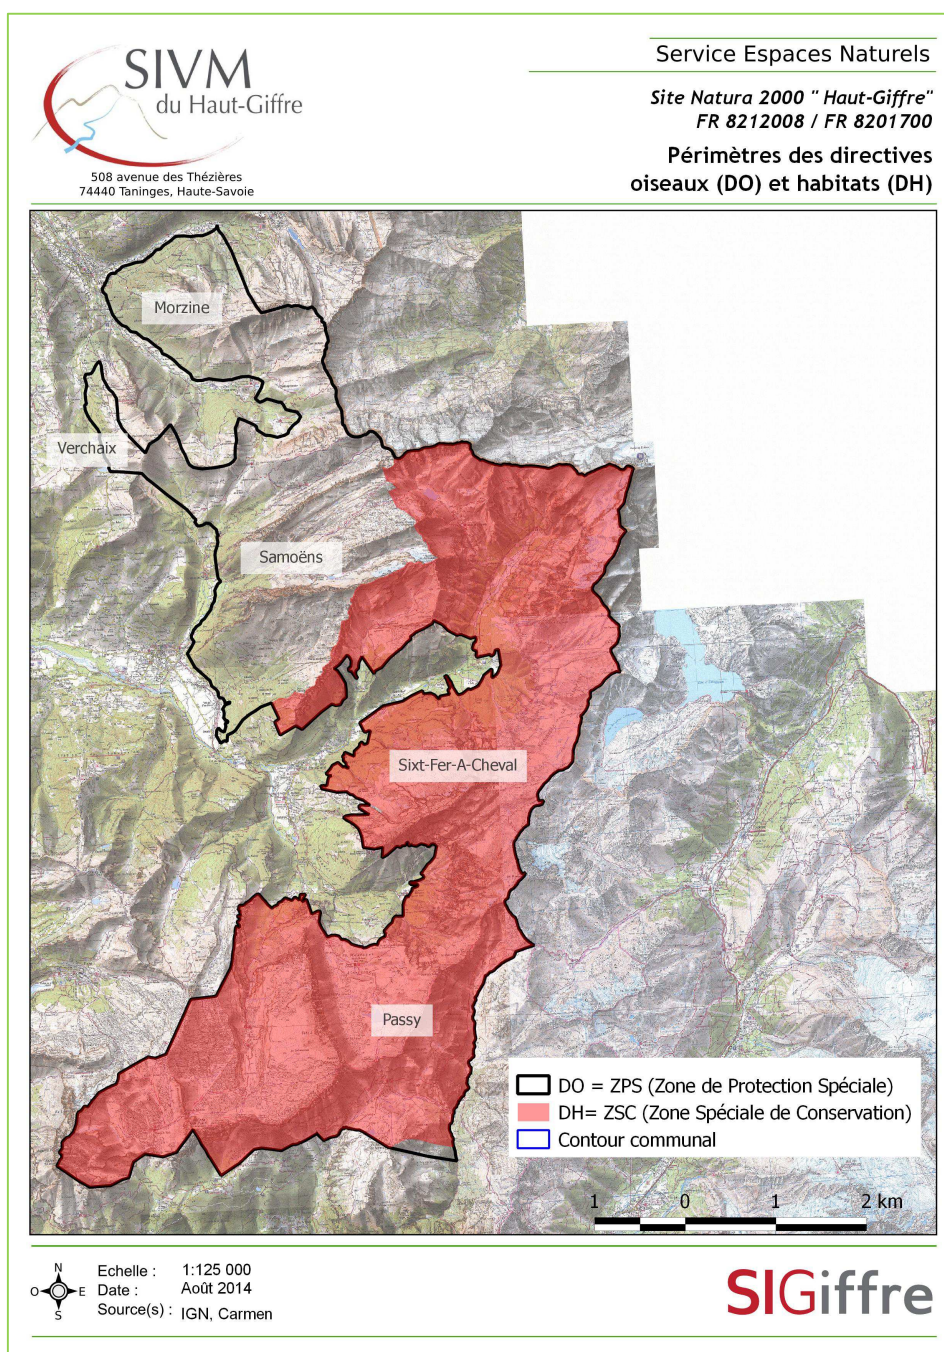 SIVM
du Haut-Giffre
508 avenue des Thézières
74440 Taninges, Haute-Savoie
Service Espaces Naturels
Site Natura 2000 " Haut-Giffre"
FR 8212008 / FR 8201700
Périmètres des directives
oiseaux (DO) et habitats (DH)
Morzine
Verchaix
Samoëns
Sixt-Fer-A-Cheval
Passy
DO = ZPS (Zone de Protection Spéciale)
DH= ZSC (Zone Spéciale de Conservation)
Contour communal
1 0 1 2 km
N
O E
S
Echelle : 1:125 000
Date : Août 2014
Source(s) : IGN, Carmen
SIGiffre